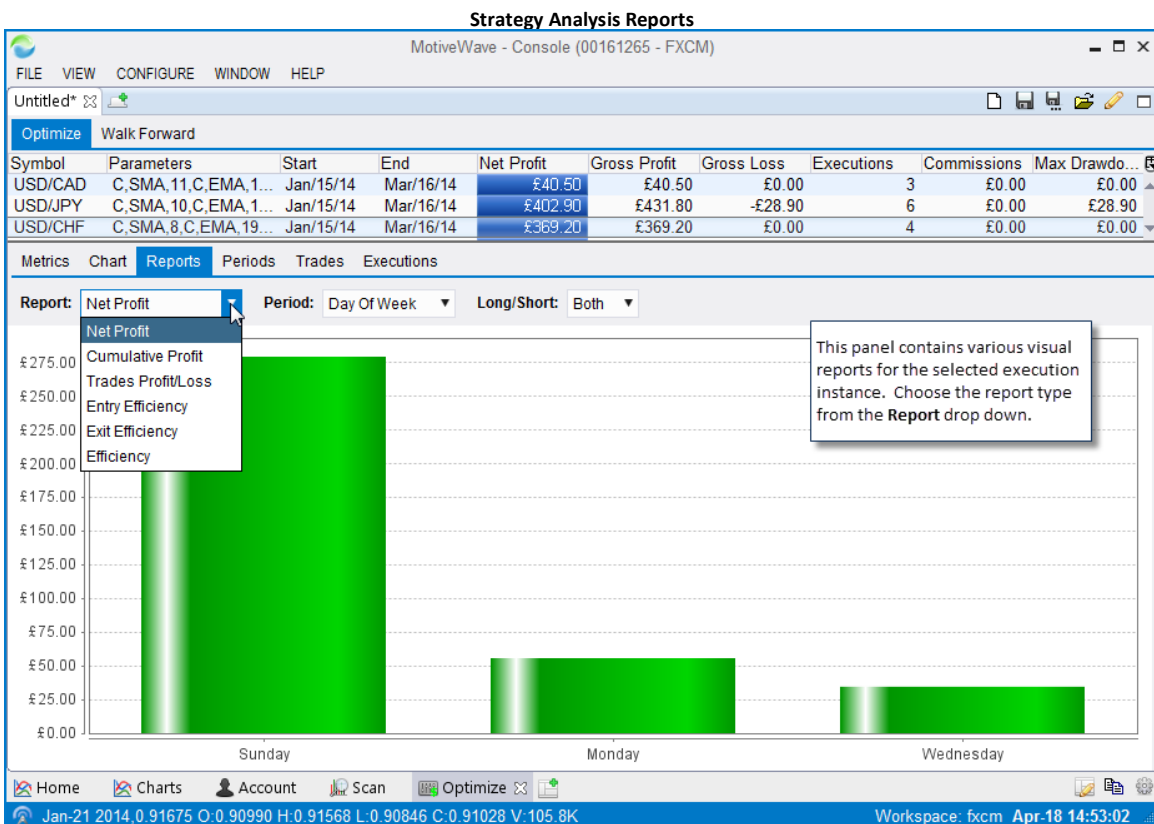 Strategy Analysis Reports
MotiveWave - Console (00161265 - FXCM)
FILE VIEW CONFIGURE WINDOW HELP
Untitled*
Optimize Walk Forward
Symbol Parameters Start End Net Profit Gross Profit Gross Loss Executions Commissions Max Drawdo...
USD/CAD C,SMA,11,C,EMA,1... Jan/15/14 Mar/16/14 £40.50 £40.50 £0.00 3 £0.00 £0.00
USD/JPY C,SMA,10,C,EMA,1... Jan/15/14 Mar/16/14 £402.90 £431.80 -£28.90 6 £0.00 £28.90
USD/CHF C,SMA,8,C,EMA,19... Jan/15/14 Mar/16/14 £369.20 £369.20 £0.00 4 £0.00 £0.00
Metrics Chart Reports Periods Trades Executions
Report: Net Profit Period: Day Of Week Long/Short: Both
Net Profit
Cumulative Profit
Trades Profit/Loss
Entry Efficiency
Exit Efficiency
Efficiency
This panel contains various visual
reports for the selected execution
instance. Choose the report type
from the Report drop down.
£275.00
£250.00
£225.00
£200.00
£175.00
£150.00
£125.00
£100.00
£75.00
£50.00
£25.00
£0.00
Sunday Monday Wednesday
Home Charts Account Scan Optimize
Jan-21 2014,0.91675 O:0.90990 H:0.91568 L:0.90846 C:0.91028 V:105.8K Workspace: fxcm Apr-18 14:53:02